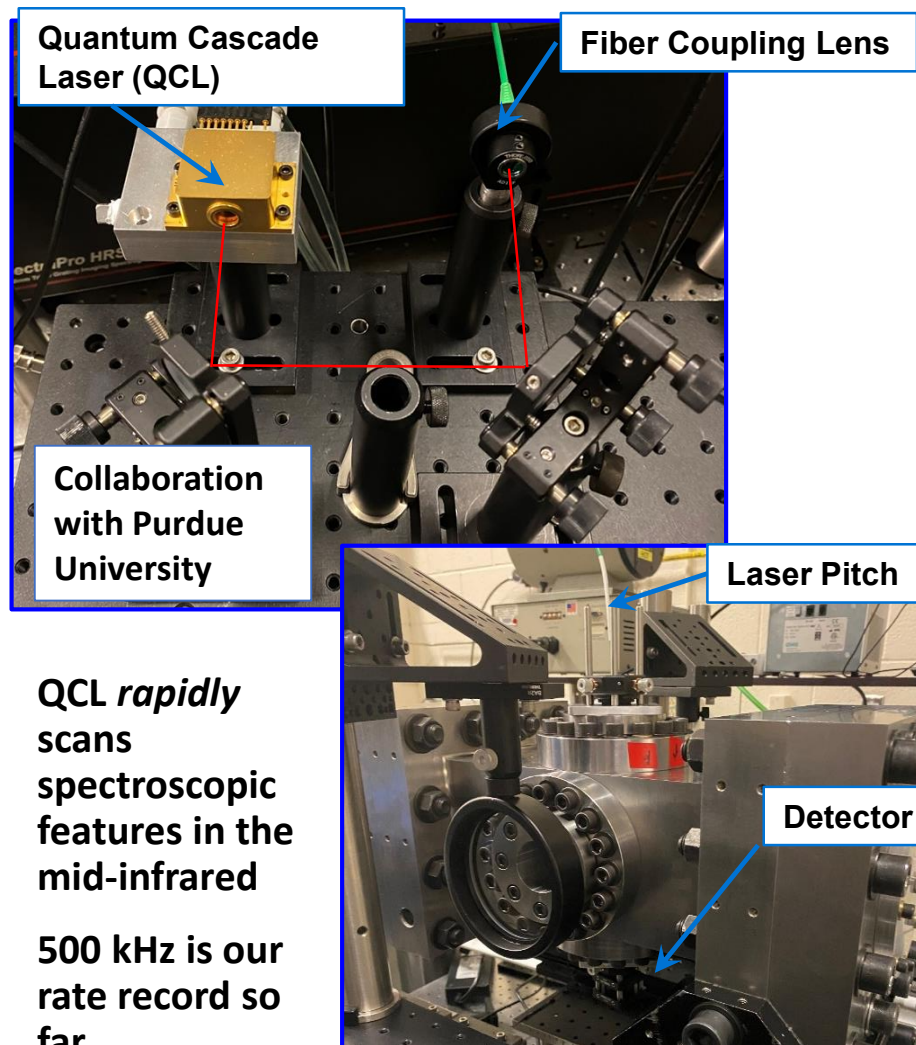 Quantum Cascade
Laser (QCL)
Fiber Coupling Lens
Collaboration
with Purdue
University
Laser Pitch
Detector
QCL rapidly
scans
spectroscopic
features in the
mid-infrared
500 kHz is our
rate record so
far